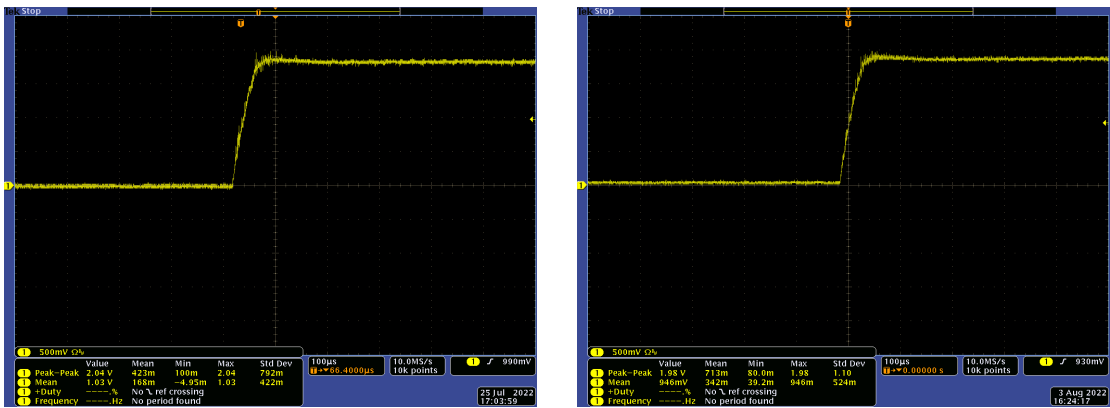 Tek Stop
T
T
1
1 500mV Ω
Value Mean Min Max Std Dev
1 Peak-Peak 2.04 V 423m 100m 2.04 792m
1 Mean 1.03 V 168m -4.95m 1.03 422m
1 +Duty ----.% No ref crossing
1 Frequency ----.Hz No period found
100µs
T→▼66.4000µs
10.0MS/s
10k points
1 990mV
25 Jul 2022
17:03:59
Tek Stop
T
T
1
1 500mV Ω
Value Mean Min Max Std Dev
1 Peak-Peak 1.98 V 713m 80.0m 1.98 1.10
1 Mean 946mV 342m 39.2m 946m 524m
1 +Duty ----.% No ref crossing
1 Frequency ----.Hz No period found
100µs
T→▼0.00000 s
10.0MS/s
10k points
1 930mV
3 Aug 2022
16:24:17